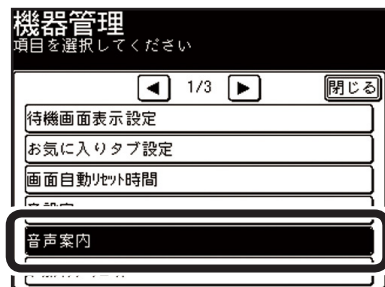 機器管理
項目を選択してください
◀ 1/3 ▶ 閉じる
待機画面表示設定
お気に入りタブ設定
画面自動リセット時間
音声案内